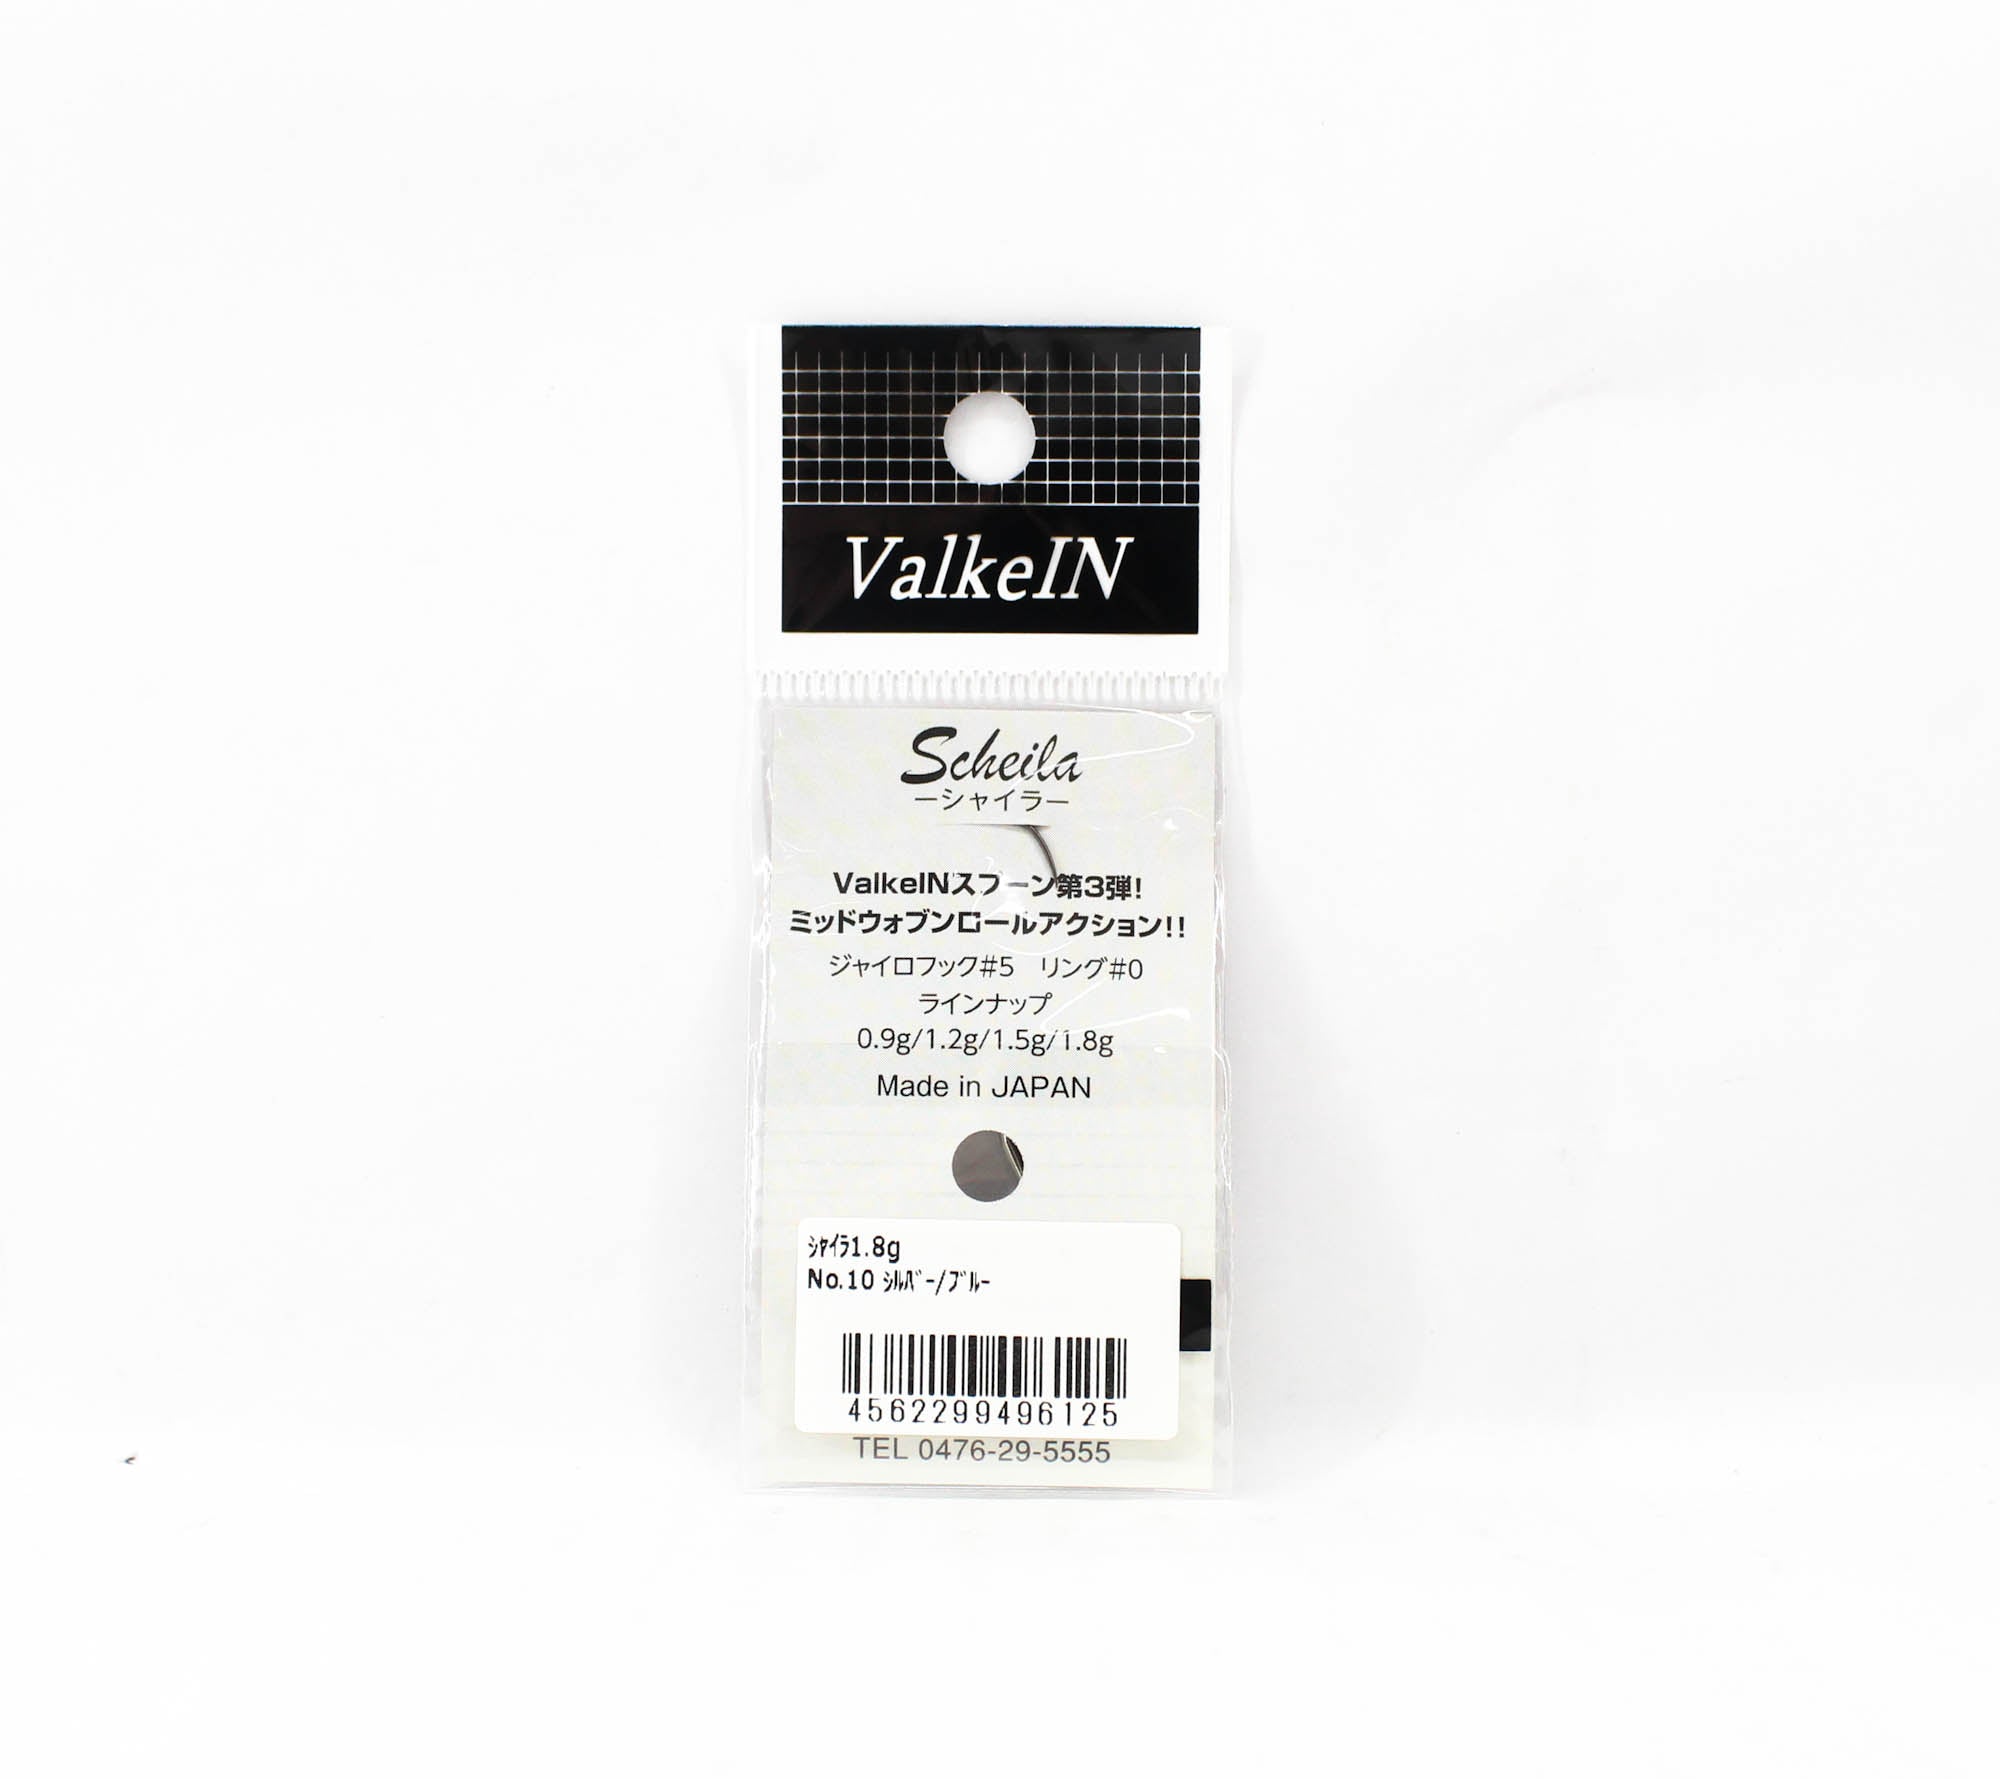 ValkeIN
Scheila
ーシャイラー
ValkeINスプーン第3弾!
ミッドウォブンロールアクション!!
ジャイロフック#5 リング#0
ラインナップ
0.9g/1.2g/1.5g/1.8g
Made in JAPAN
ｼｬｲﾗ1.8g
No.10 ｼﾙﾊﾞｰ/ﾌﾞﾙｰ
4562299496125
TEL 0476-29-5555